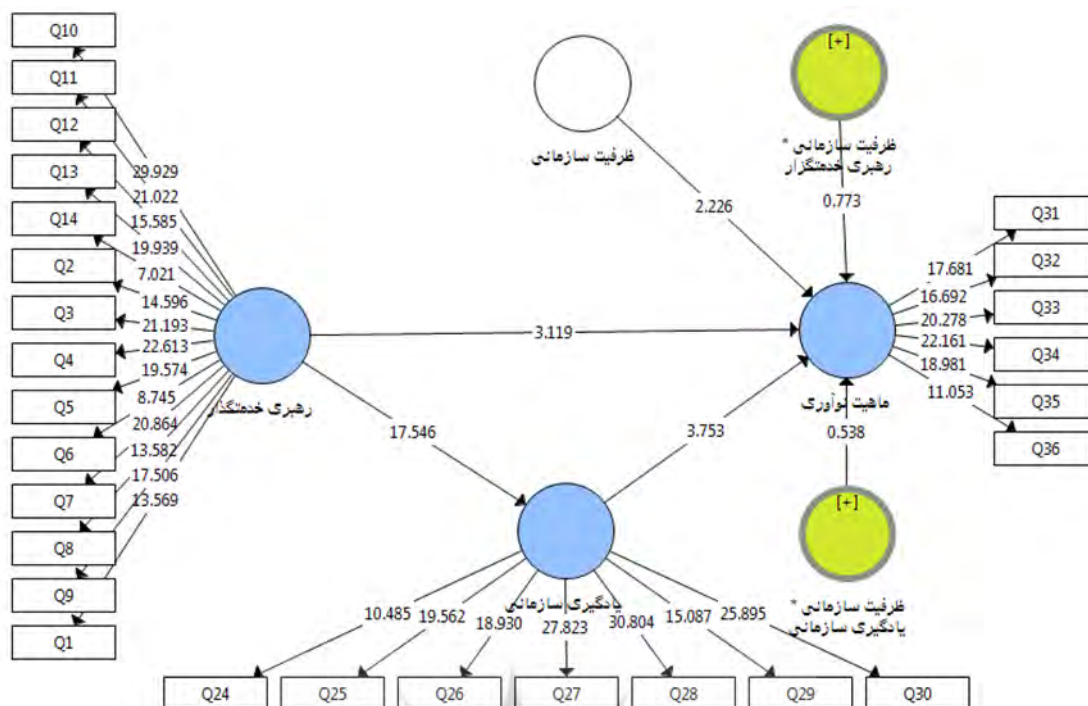 Q10
Q11
Q12
Q13
Q14
Q2
Q3
Q4
Q5
Q6
Q7
Q8
Q9
Q1
29.929
21.022
15.585
19.939
7.021
14.596
21.193
22.613
19.574
8.745
20.864
13.582
17.506
13.569
رهبری خدمتگذار
ظرفیت سازمانی
2.226
[+]
ظرفیت سازمانی *
رهبری خدمتگزار
0.773
3.119
17.546
3.753
ماهیت نوآوری
0.538
[+]
ظرفیت سازمانی *
یادگیری سازمانی
17.681
16.692
20.278
22.161
18.981
11.053
Q31
Q32
Q33
Q34
Q35
Q36
یادگیری سازمانی
10.485
19.562
18.930
27.823
30.804
15.087
25.895
Q24
Q25
Q26
Q27
Q28
Q29
Q30